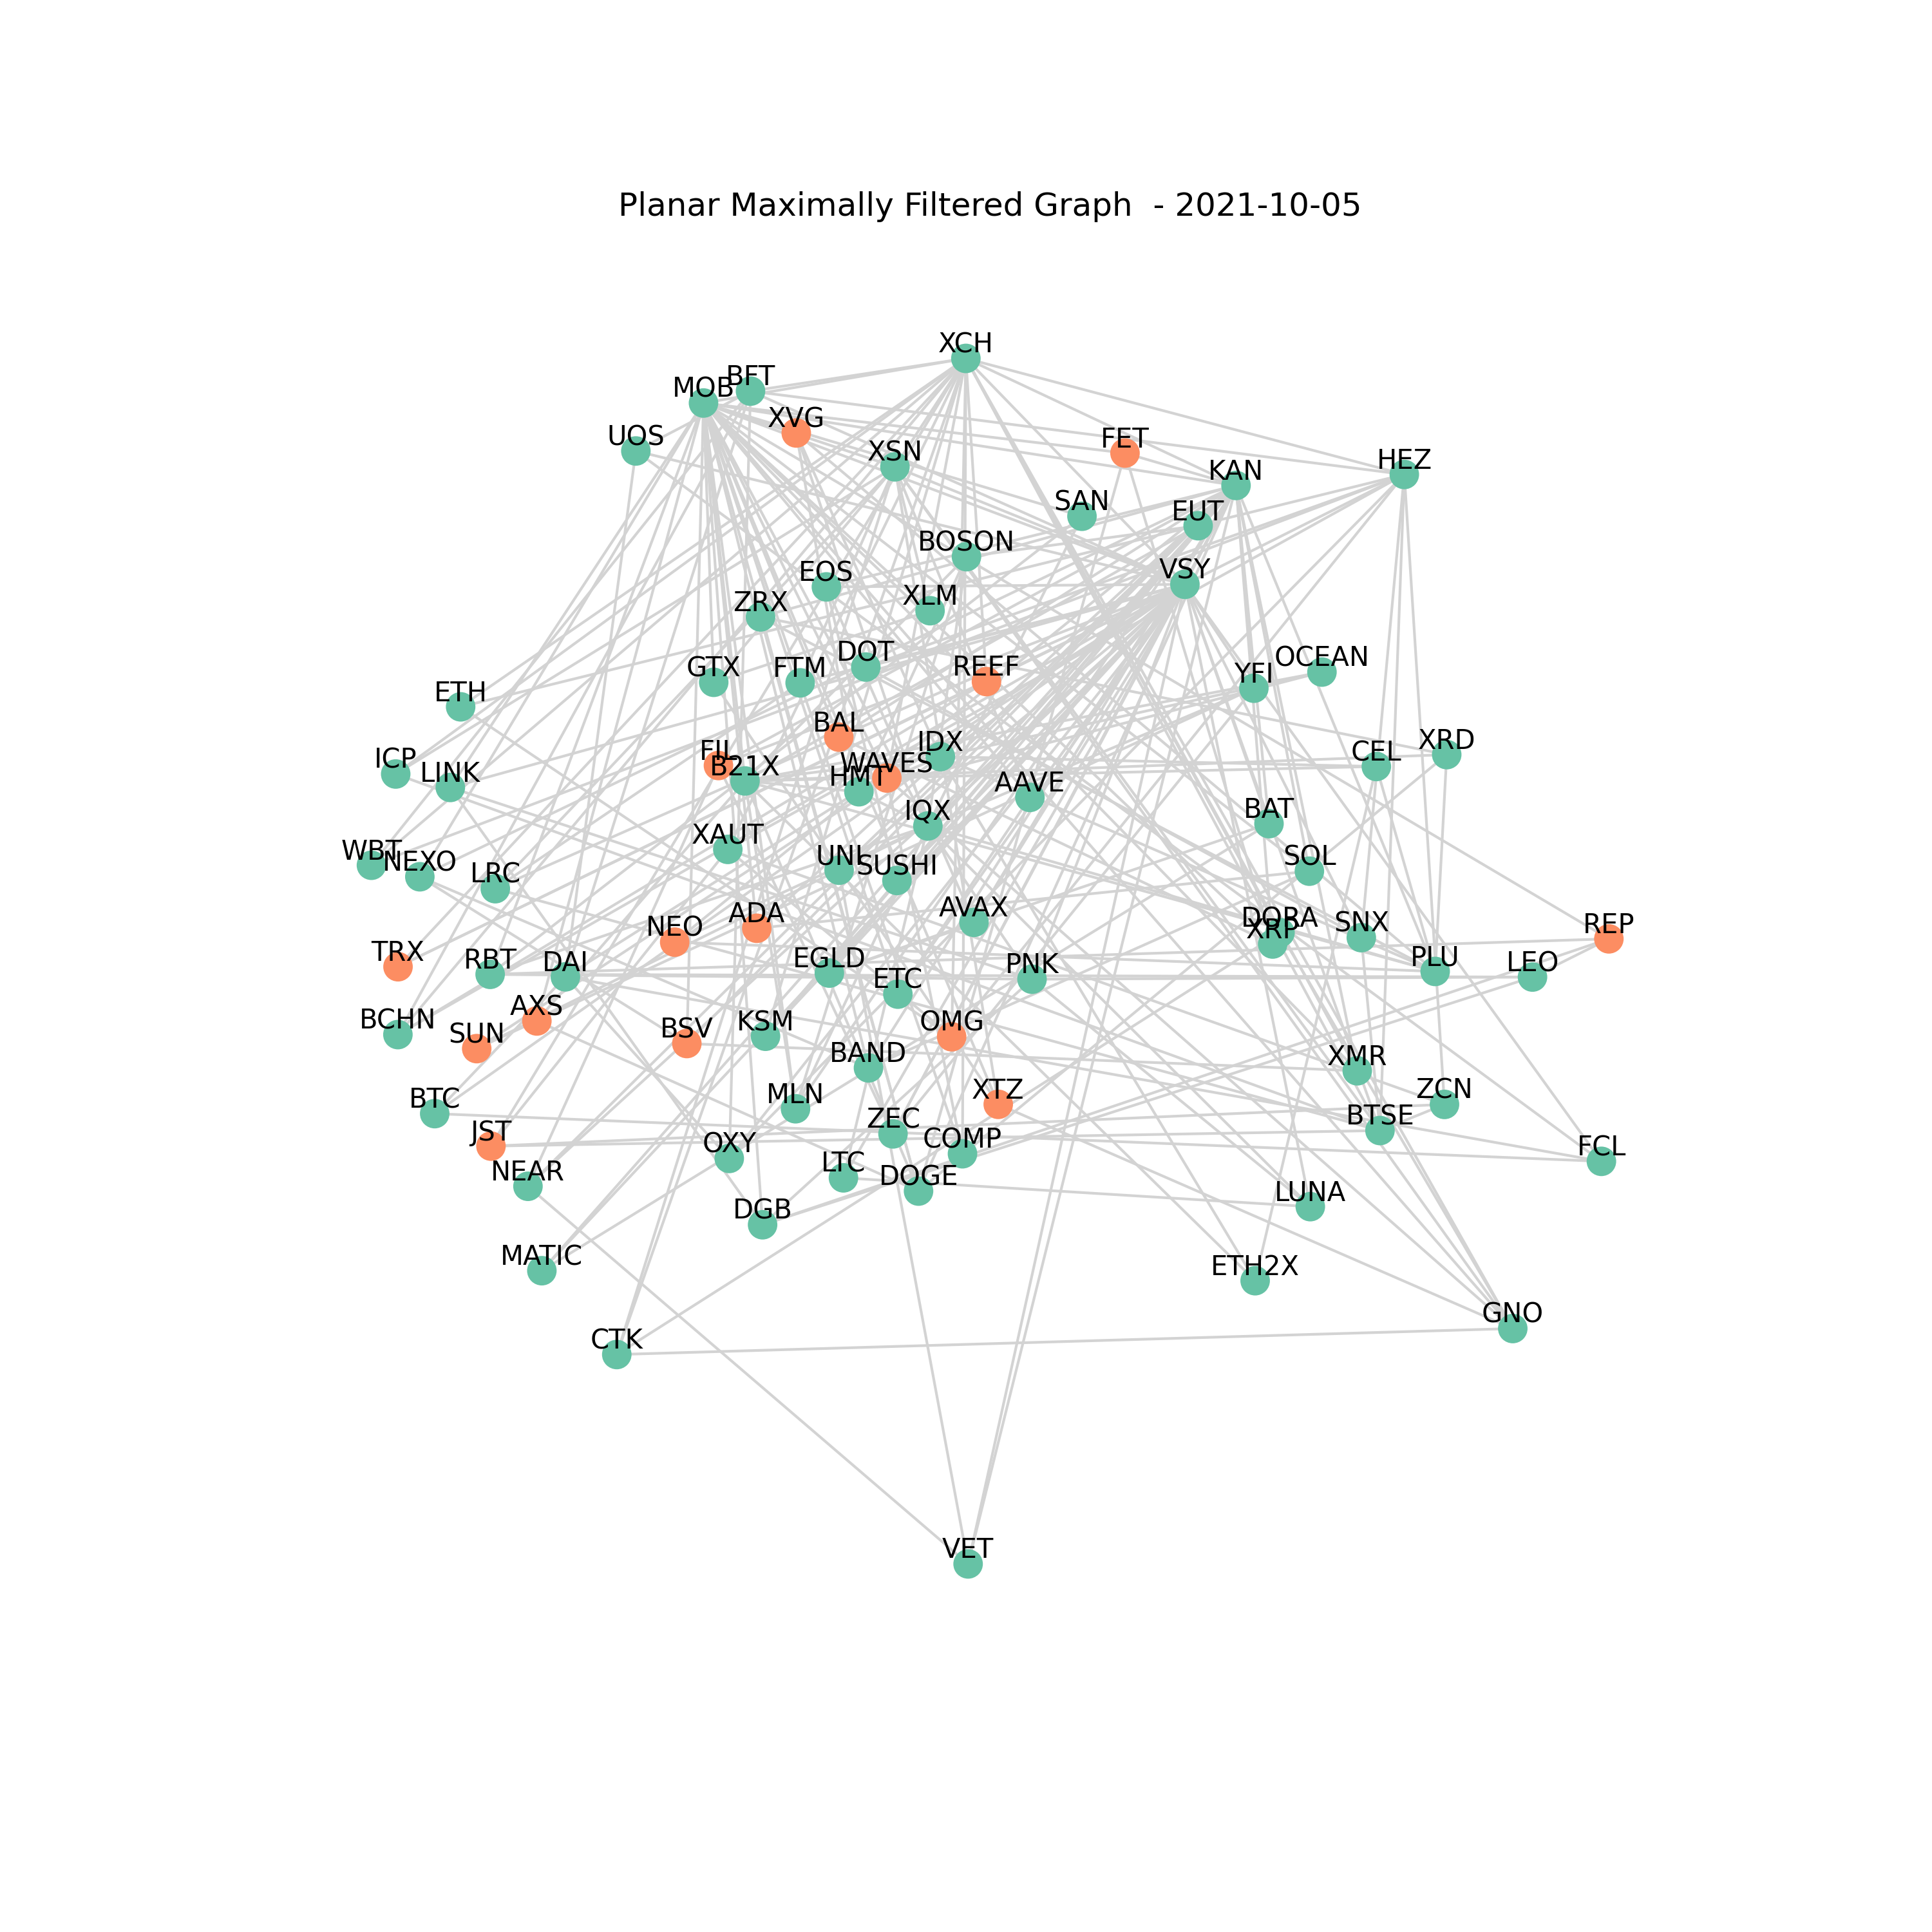 Planar Maximally Filtered Graph  - 2021-10-05
XCH
BFT
MOB
XVG
UOS
FET
XSN
HEZ
KAN
SAN
EUT
BOSON
EOS
VSY
XLM
ZRX
DOT
OCEAN
GTX
FTM
REEF
YFI
ETH
BAL
IDX
XRD
FIL
CEL
ICP
WAVES
B21X
LINK
HMT
AAVE
BAT
IQX
XAUT
WBT
NEXO
UNI
SUSHI
SOL
LRC
ADA
AVAX
NEO
DORA
SNX
REP
XRP
TRX
RBT
DAI
EGLD
PNK
PLU
LEO
ETC
AXS
BCHN
SUN
BSV
KSM
OMG
BAND
XMR
BTC
MLN
XTZ
ZCN
JST
ZEC
BTSE
OXY
COMP
FCL
NEAR
LTC
DOGE
LUNA
DGB
MATIC
ETH2X
GNO
CTK
VET